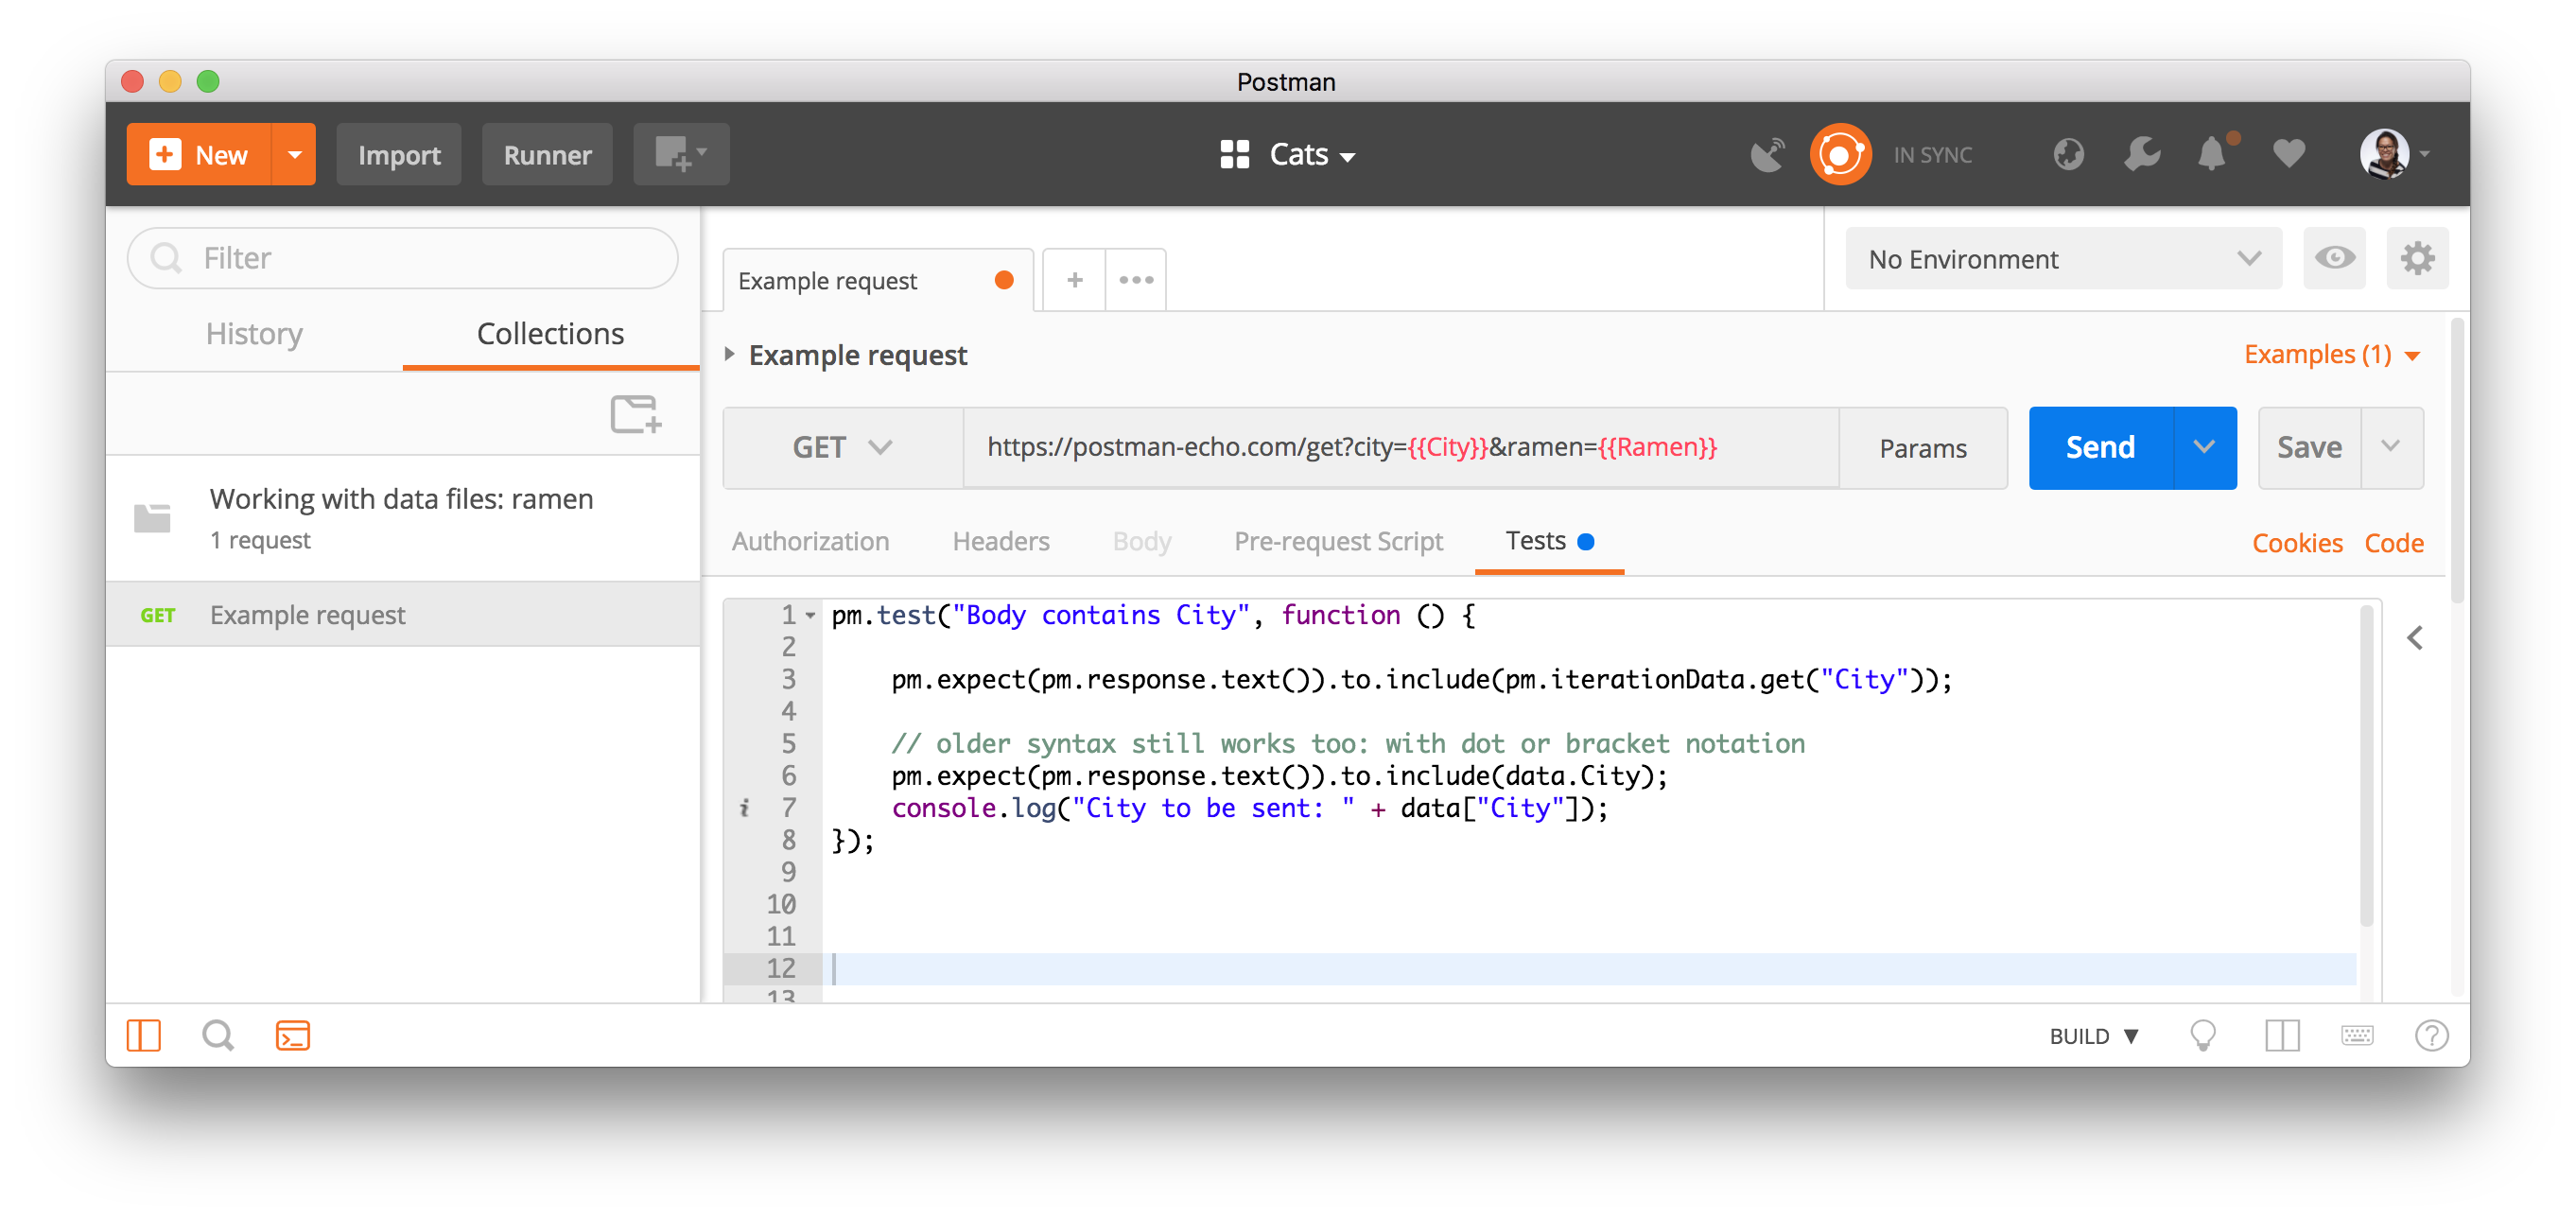 Postman
New
Import
Runner
Cats
IN SYNC
Filter
History
Collections
Working with data files: ramen
1 request
GET
Example request
Example request
+
No Environment
Example request
Examples (1)
GET
https://postman-echo.com/get?city={{City}}&ramen={{Ramen}}
Params
Send
Save
Authorization
Headers
Body
Pre-request Script
Tests
Cookies
Code
1 pm.test("Body contains City", function () {
2
3     pm.expect(pm.response.text()).to.include(pm.iterationData.get("City"));
4
5     // older syntax still works too: with dot or bracket notation
6     pm.expect(pm.response.text()).to.include(data.City);
i 7     console.log("City to be sent: " + data["City"]);
8 });
9
10
11
12
13
BUILD